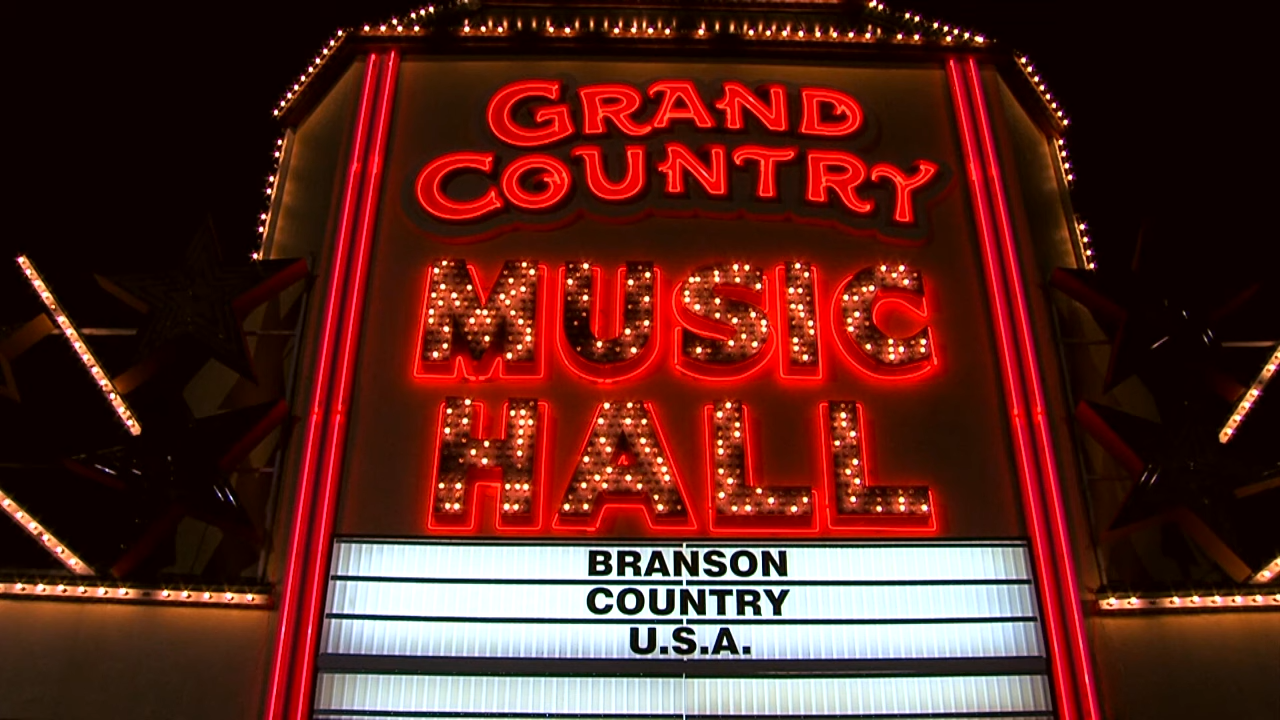 GRAND
COUNTRY
MUSIC
HALL
BRANSON
COUNTRY
U.S.A.